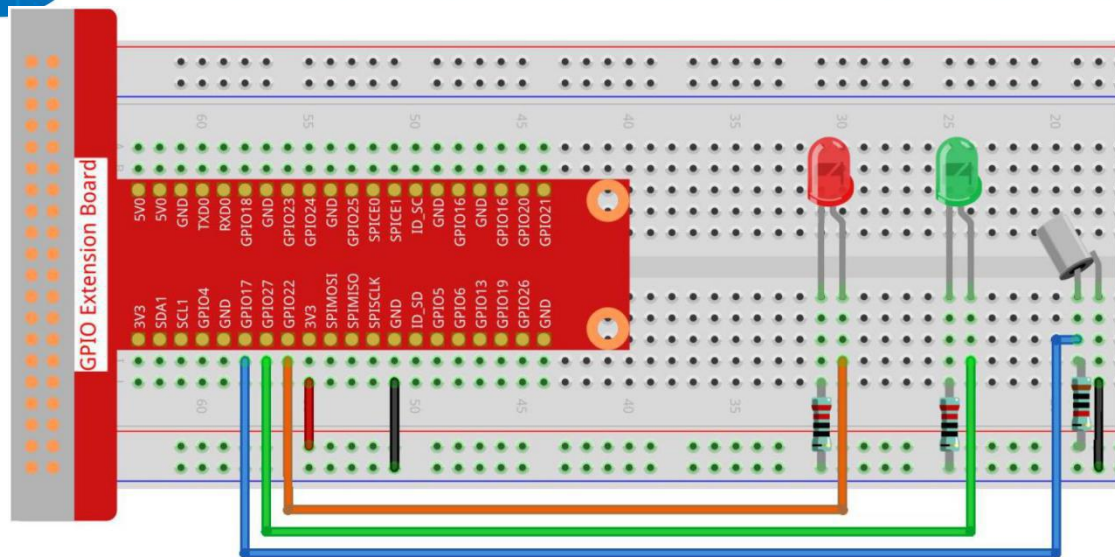 GPIO Extension Board
5V0
5V0
GND
TXD0
RXD0
GPIO18
GND
GPIO23
GPIO24
GND
GPIO25
SPICE0
SPICE1
ID_SC
GND
GPIO16
GND
GPIO16
GPIO20
GPIO21
3V3
SDA1
SCL1
GPIO4
GND
GPIO17
GPIO27
GPIO22
3V3
SPIMOSI
SPIMISO
SPISCLK
GND
ID_SD
GPIO5
GPIO6
GPIO13
GPIO19
GPIO26
GND
60
55
50
45
40
35
30
25
20
A
B
60
50
45
40
35
25